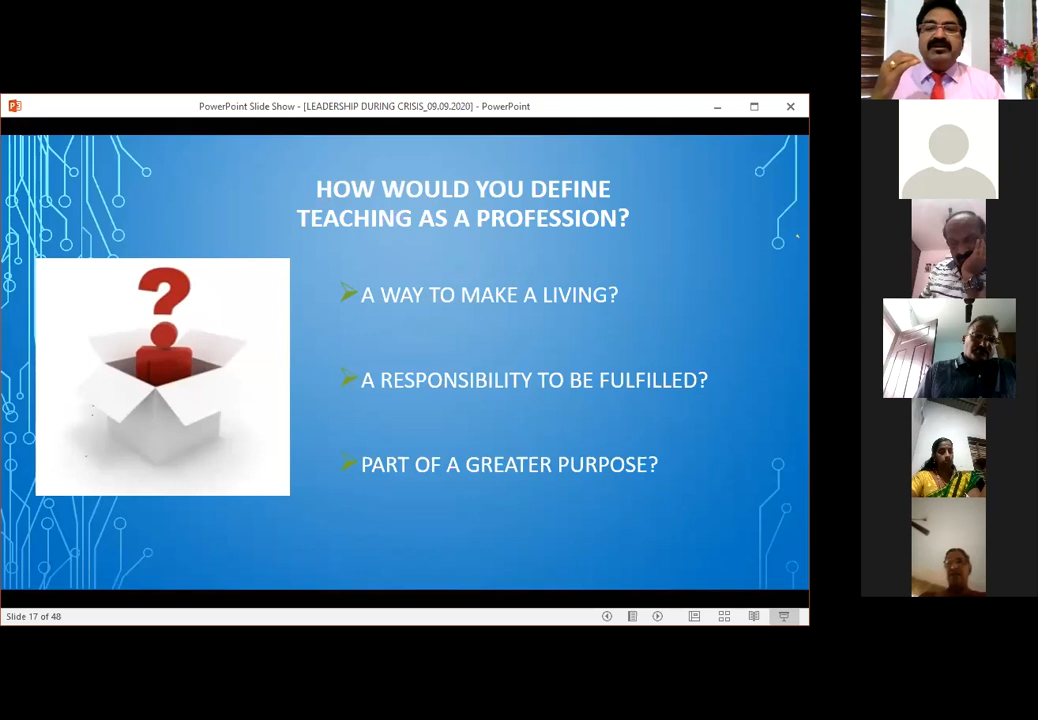 PowerPoint Slide Show - [LEADERSHIP DURING CRISIS_09.09.2020] - PowerPoint
HOW WOULD YOU DEFINE
TEACHING AS A PROFESSION?
A WAY TO MAKE A LIVING?
A RESPONSIBILITY TO BE FULFILLED?
PART OF A GREATER PURPOSE?
Slide 17 of 48